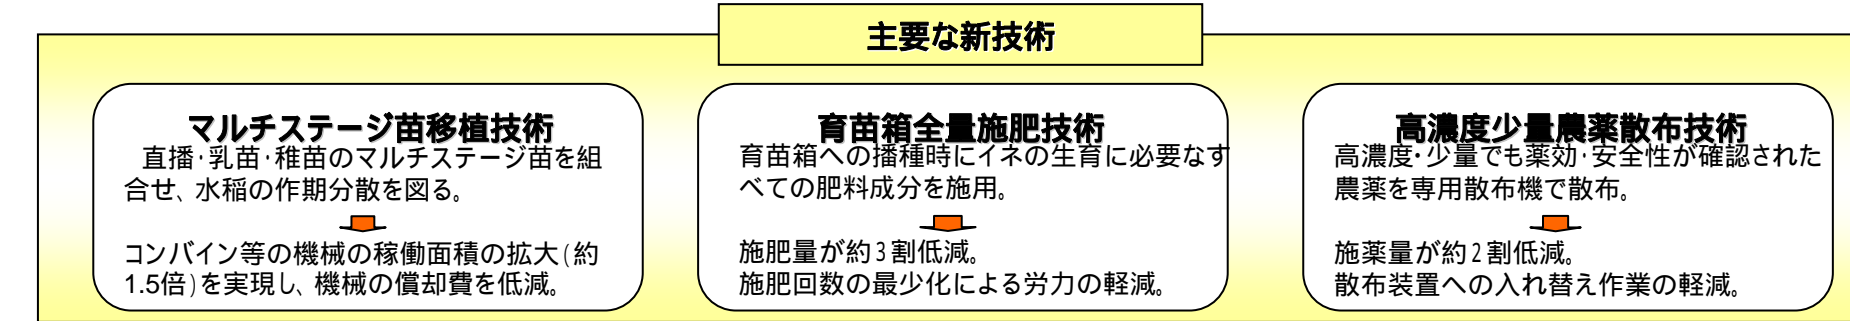 主要な新技術
マルチステージ苗移植技術
直播･乳苗･稚苗のマルチステージ苗を組
合せ、水稲の作期分散を図る。
コンバイン等の機械の稼働面積の拡大(約
1.5倍)を実現し、機械の償却費を低減。
育苗箱全量施肥技術
育苗箱への播種時にイネの生育に必要なす
べての肥料成分を施用。
施肥量が約3割低減。
施肥回数の最少化による労力の軽減。
高濃度少量農薬散布技術
高濃度･少量でも薬効･安全性が確認された
農薬を専用散布機で散布。
施薬量が約2割低減。
散布装置への入れ替え作業の軽減。